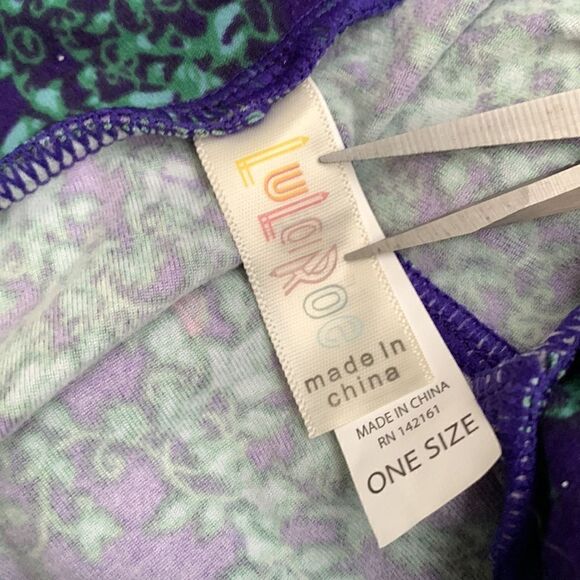 LuLaRoe
made in
china
MADE IN CHINA
RN 142161
ONE SIZE